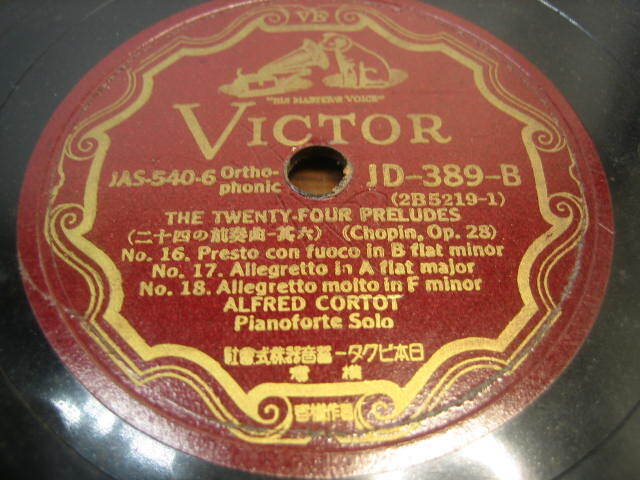 VE
"HIS MASTER'S VOICE"
VICTOR
JAS-540-6 Ortho-phonic JD-389-B
(2B5219-1)
THE TWENTY-FOUR PRELUDES
(二十四の前奏曲-其六) (Chopin, Op. 28)
No. 16. Presto con fuoco in B flat minor
No. 17. Allegretto in A flat major
No. 18. Allegretto molto in F minor
ALFRED CORTOT
Pianoforte Solo
社會式株器音蓄ータクビ本日
濱横